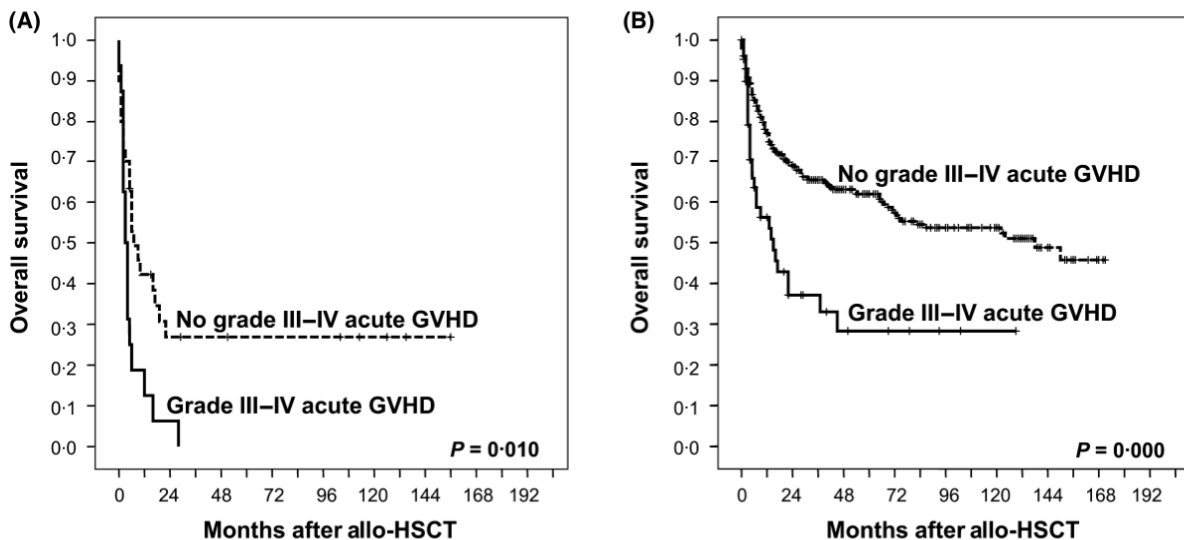 (A)
1·0
0·9
0·8
0·7
0·6
0·5
0·4
0·3
0·2
0·1
0·0
Overall survival
No grade III–IV acute GVHD
Grade III–IV acute GVHD
P = 0·010
0 24 48 72 96 120 144 168 192
Months after allo-HSCT
(B)
1·0
0·9
0·8
0·7
0·6
0·5
0·4
0·3
0·2
0·1
0·0
Overall survival
No grade III–IV acute GVHD
Grade III–IV acute GVHD
P = 0·000
0 24 48 72 96 120 144 168 192
Months after allo-HSCT